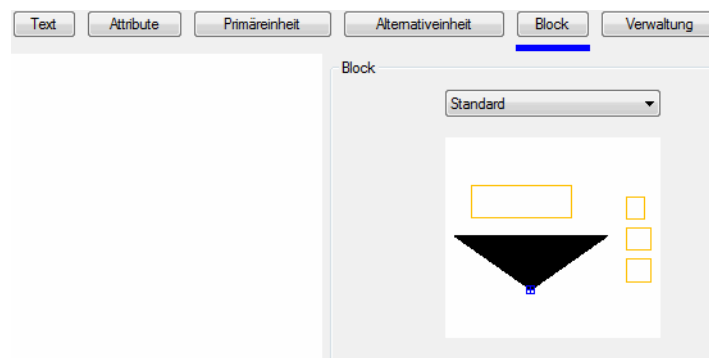 Text Attribute Primäreinheit Alternativeinheit Block Verwaltung
Block
Standard